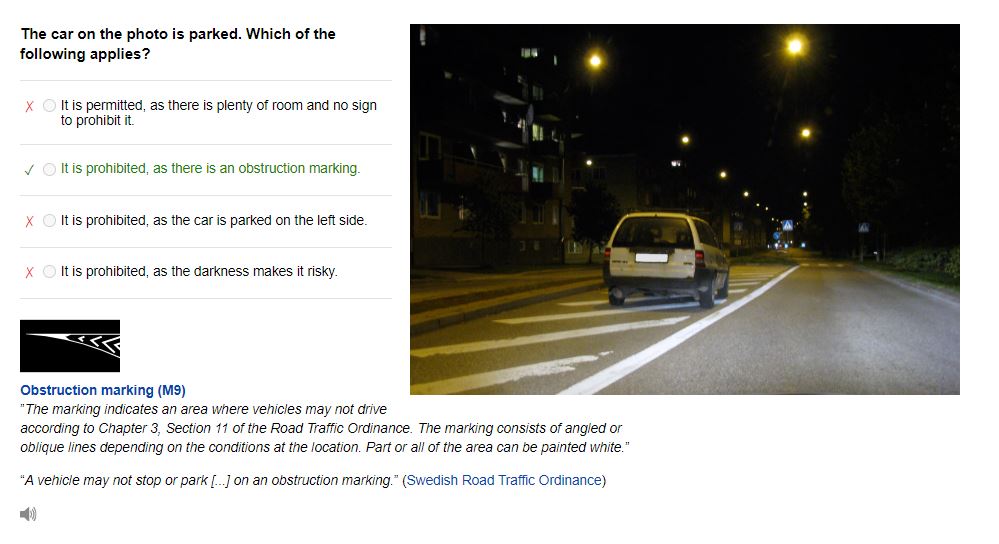 The car on the photo is parked. Which of the
following applies?
It is permitted, as there is plenty of room and no sign
to prohibit it.
It is prohibited, as there is an obstruction marking.
It is prohibited, as the car is parked on the left side.
It is prohibited, as the darkness makes it risky.
Obstruction marking (M9)
"The marking indicates an area where vehicles may not drive
according to Chapter 3, Section 11 of the Road Traffic Ordinance. The marking consists of angled or
oblique lines depending on the conditions at the location. Part or all of the area can be painted white."
"A vehicle may not stop or park [...] on an obstruction marking." (Swedish Road Traffic Ordinance)